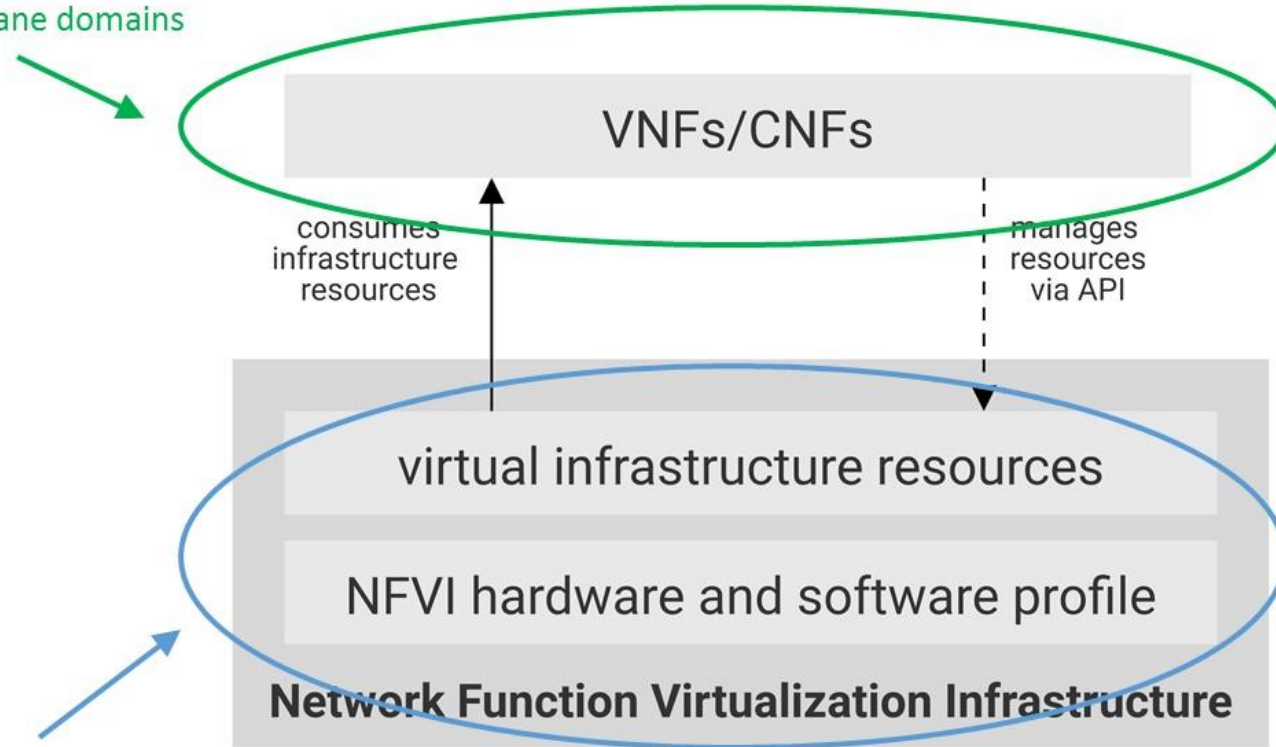 domains
VNFs/CNFs
consumes
infrastructure
resources
manages
resources
via API
virtual infrastructure resources
NFVI hardware and software profile
Network Function Virtualization Infrastructure